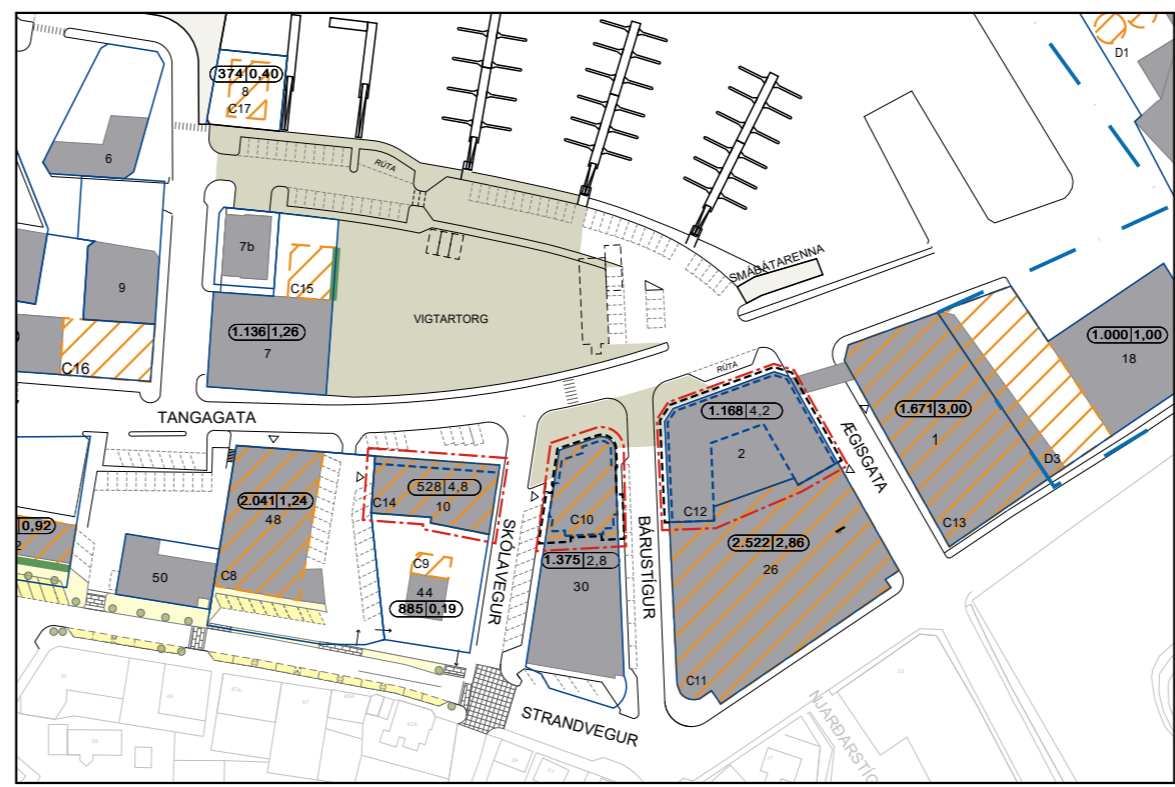 D1
374|0,40
8
C17
6
RÚTA
7b
9
C15
SMÁBÁTARENNA
VIGTARTORG
1.136|1,26
7
1.000|1,00
18
C16
RÚTA
TANGAGATA
1.168|4,2
1.671|3,00
1
2
ÆGISGATA
D3
528|4,8
10
C14
2.041|1,24
48
SKÓLAVEGUR
C10
BÁRUSTÍGUR
C12
C13
0,92
2.522|2,86
26
1.375|2,8
30
C9
50
C8
44
885|0,19
C11
STRANDVEGUR
NJARÐARSTÍG
43A